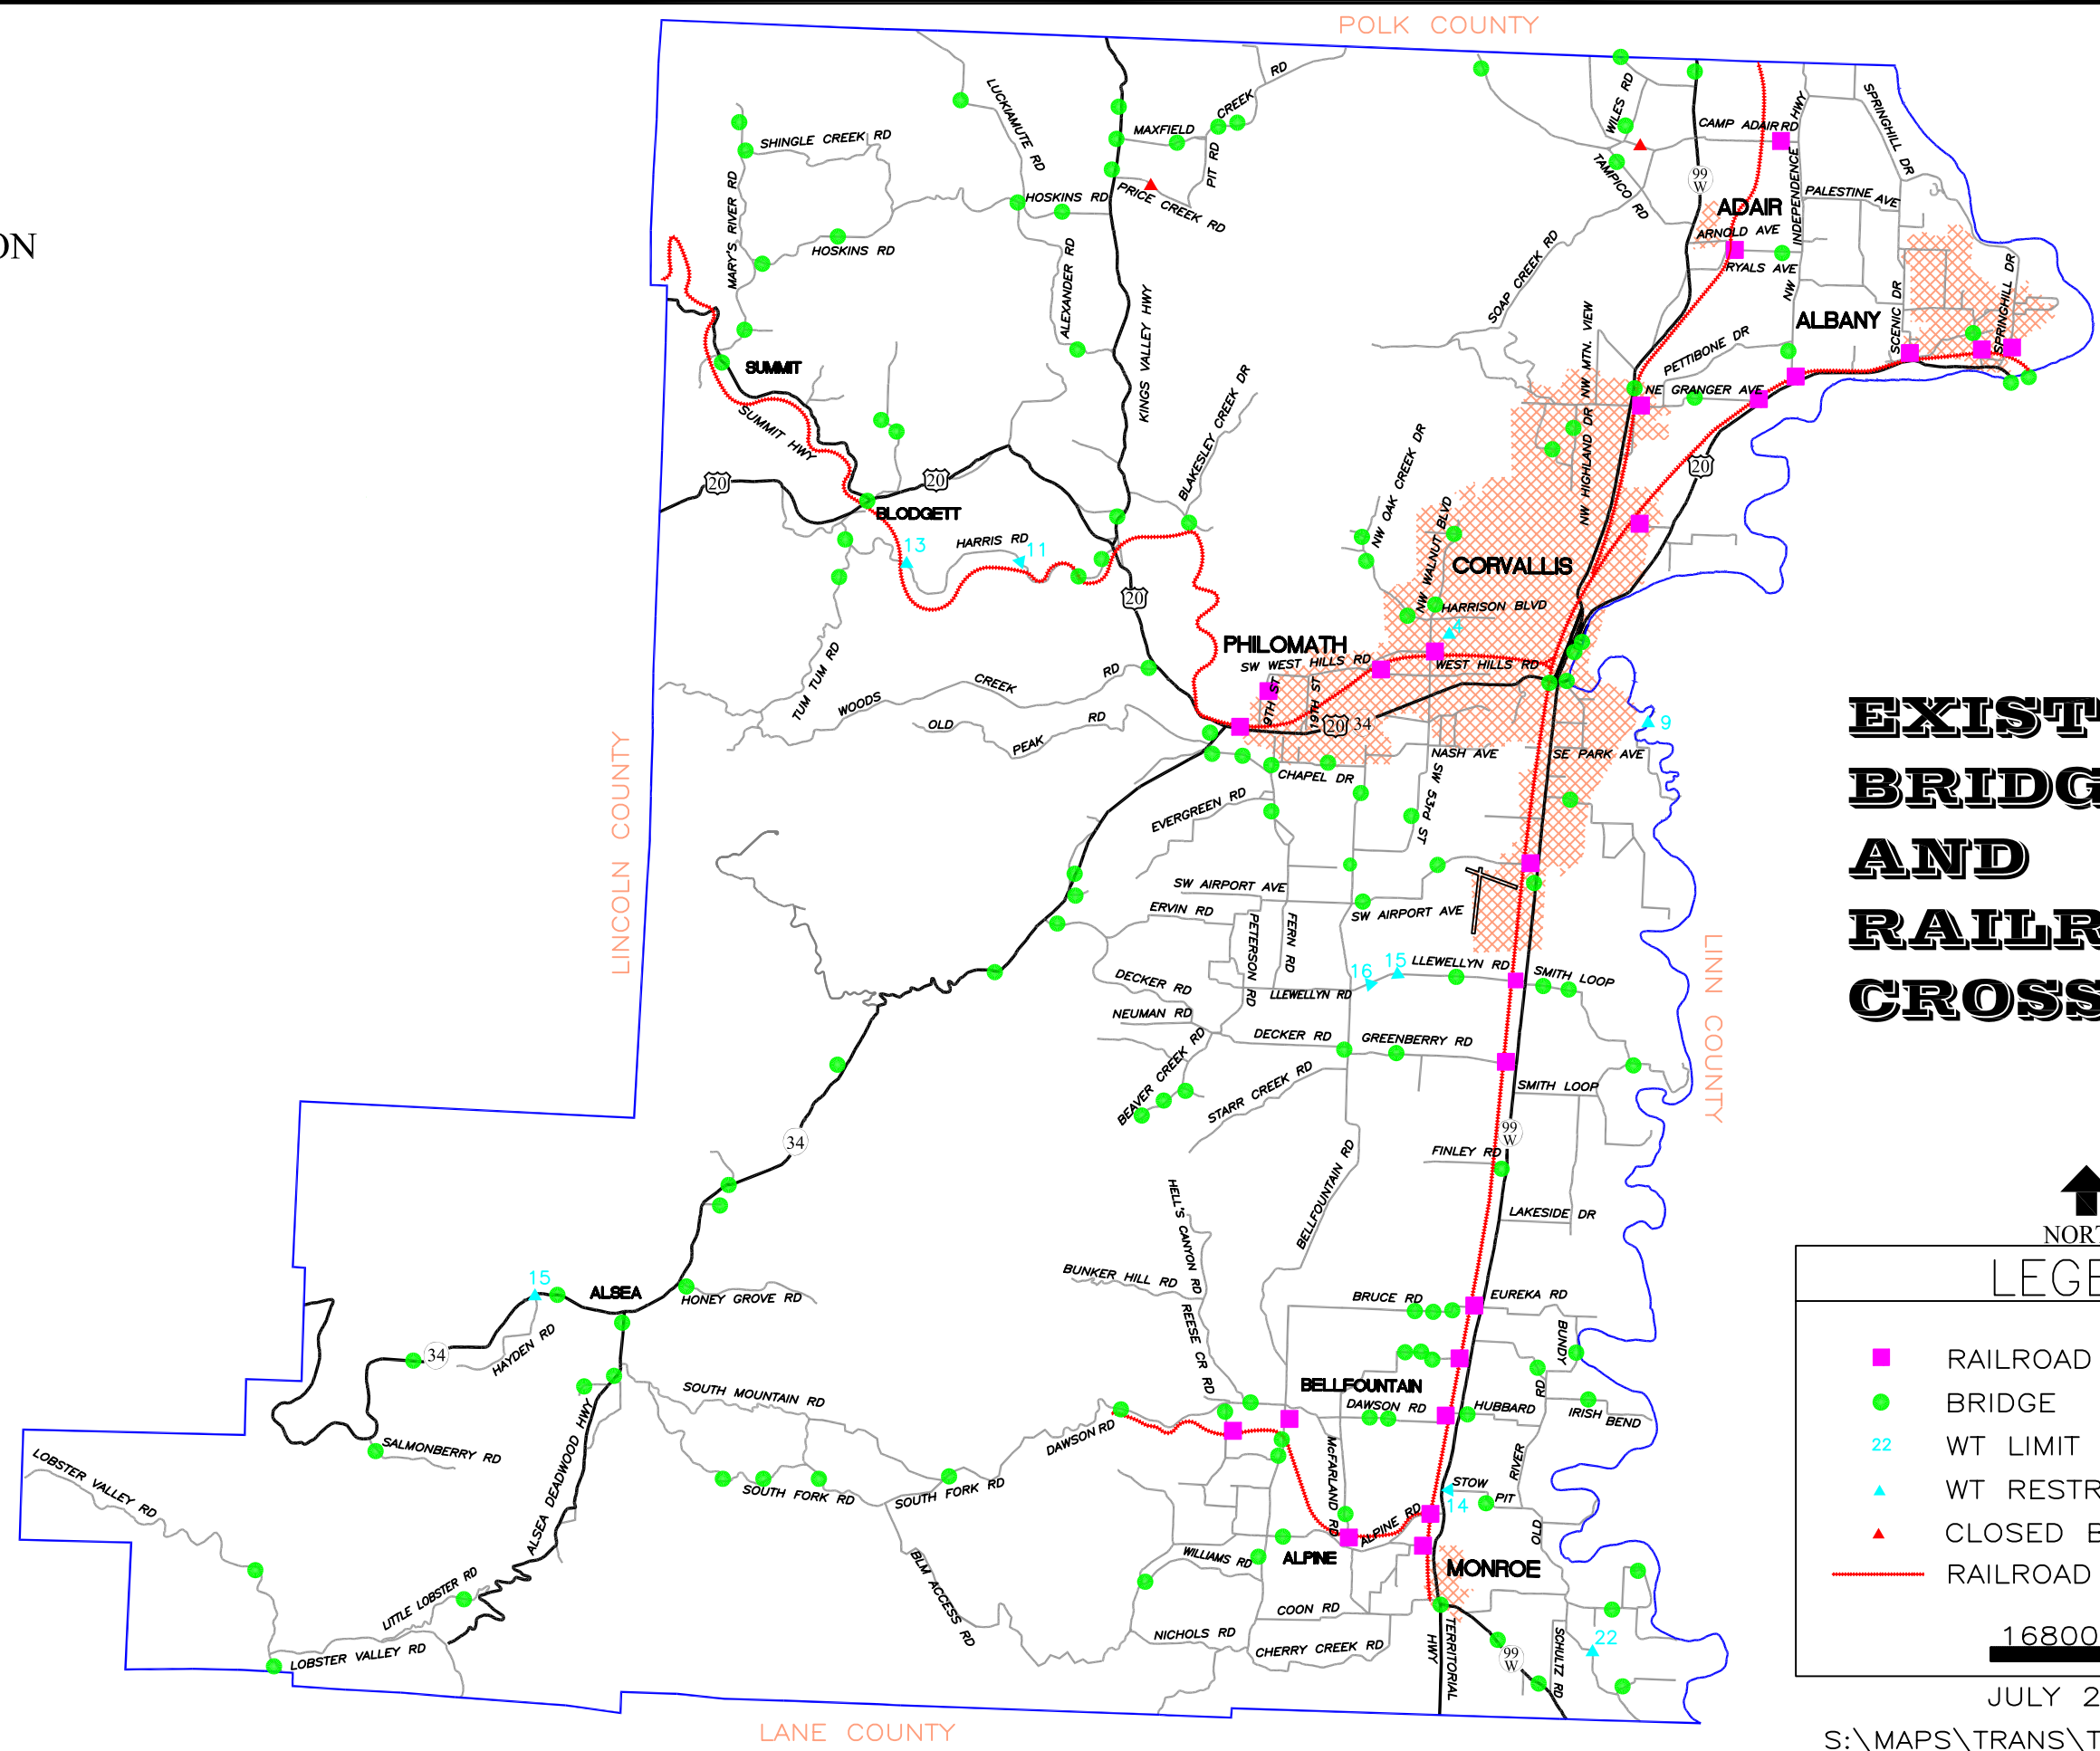 POLK COUNTY
ON
LUCKIAMUTE RD
SHINGLE CREEK RD
MARY'S RIVER RD
HOSKINS RD
HOSKINS RD
ALEXANDER RD
MAXFIELD
CREEK
RD
PIT RD
PRICE CREEK RD
KINGS VALLEY HWY
WILES RD
TAMPICO RD
SOAP CREEK RD
CAMP ADAIR RD
99
W
ADAIR
ARNOLD AVE
RYALS AVE
NW
INDEPENDENCE
HWY
SPRINGHILL DR
PALESTINE AVE
ALBANY
SCENIC DR
SPRINGHILL DR
PETTIBONE DR
NE GRANGER AVE
NW MTN. VIEW
DR
NW HIGHLAND
20
SUMMIT
SUMMIT HWY
20
20
BLODGETT
13
HARRIS RD
11
BLAKESLEY CREEK DR
20
NW OAK CREEK DR
NW WALNUT BLVD
CORVALLIS
HARRISON BLVD
4
PHILOMATH
SW WEST HILLS RD
WEST HILLS RD
9TH ST
19TH ST
20
34
9
TUM TUM RD
WOODS
CREEK
RD
OLD
PEAK
RD
NASH AVE
SE PARK AVE
CHAPEL DR
SW 53rd ST
EVERGREEN RD
LINCOLN COUNTY
SW AIRPORT AVE
ERVIN RD
PETERSON RD
FERN RD
SW AIRPORT AVE
16
15
LLEWELLYN RD
SMITH LOOP
DECKER RD
LLEWELLYN RD
NEUMAN RD
DECKER RD
GREENBERRY RD
BEAVER CREEK RD
STARR CREEK RD
SMITH LOOP
LINN COUNTY
34
99
W
FINLEY RD
LAKESIDE DR
BELLFOUNTAIN RD
HELL'S CANYON RD
BUNKER HILL RD
REESE CR RD
15
ALSEA
HONEY GROVE RD
HAYDEN RD
34
BRUCE RD
EUREKA RD
BUNDY
RD
BELLFOUNTAIN
DAWSON RD
HUBBARD
IRISH BEND
SOUTH MOUNTAIN RD
DAWSON RD
SALMONBERRY RD
LOBSTER VALLEY RD
ALSEA DEADWOOD HWY
SOUTH FORK RD
SOUTH FORK RD
McFARLAND RD
STOW
PIT
14
RIVER
OLD
ALPINE RD
WILLIAMS RD
ALPINE
MONROE
BLM ACCESS RD
LITTLE LOBSTER RD
LOBSTER VALLEY RD
COON RD
NICHOLS RD
CHERRY CREEK RD
TERRITORIAL
HWY
99
W
SCHULTZ RD
22
LANE COUNTY
EXIST
BRIDG
AND
RAILR
CROSS
NORT
LEGE
RAILROAD
BRIDGE
22 WT LIMIT
WT RESTR
CLOSED B
RAILROAD
16800
JULY 2
S:\MAPS\TRANS\T